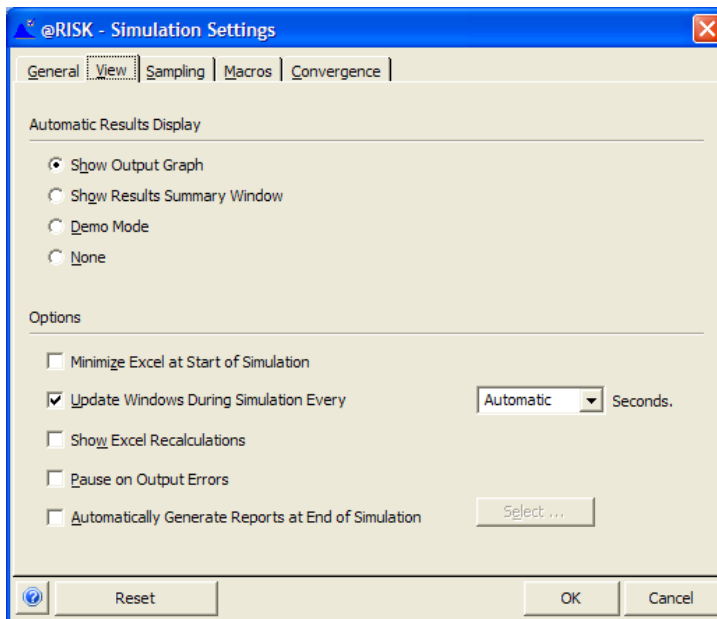 @RISK - Simulation Settings
General View Sampling Macros Convergence
Automatic Results Display
Show Output Graph
Show Results Summary Window
Demo Mode
None
Options
Minimize Excel at Start of Simulation
Update Windows During Simulation Every Automatic Seconds.
Show Excel Recalculations
Pause on Output Errors
Automatically Generate Reports at End of Simulation Select ...
? Reset OK Cancel